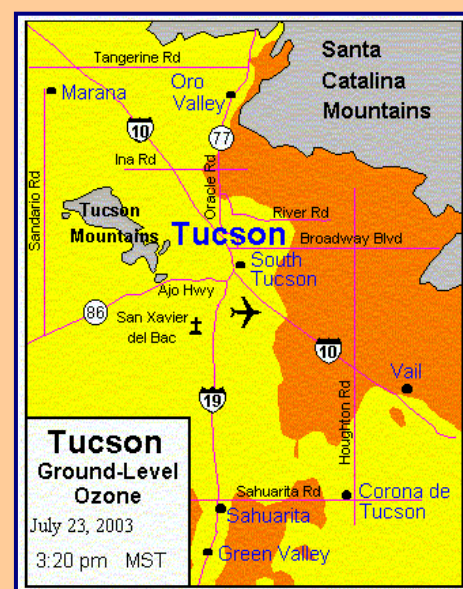 Tangerine Rd
Santa
Catalina
Mountains
Oro
Valley
Marana
10
77
Ina Rd
Oracle Rd
Sandario Rd
Tucson
Mountains
River Rd
Tucson
Broadway Blvd
South
Tucson
Ajo Hwy
86
San Xavier
del Bac
10
Vail
19
Houghton Rd
Tucson
Ground-Level
Ozone
July 23, 2003
3:20 pm MST
Sahuarita Rd
Corona de
Tucson
Sahuarita
Green Valley